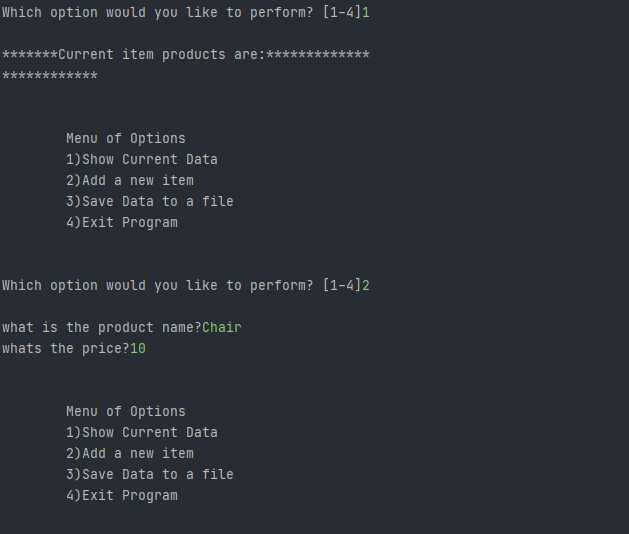 Which option would you like to perform? [1-4]1
*******Current item products are:*************
************
Menu of Options
1)Show Current Data
2)Add a new item
3)Save Data to a file
4)Exit Program
Which option would you like to perform? [1-4]2
what is the product name?Chair
whats the price?10
Menu of Options
1)Show Current Data
2)Add a new item
3)Save Data to a file
4)Exit Program